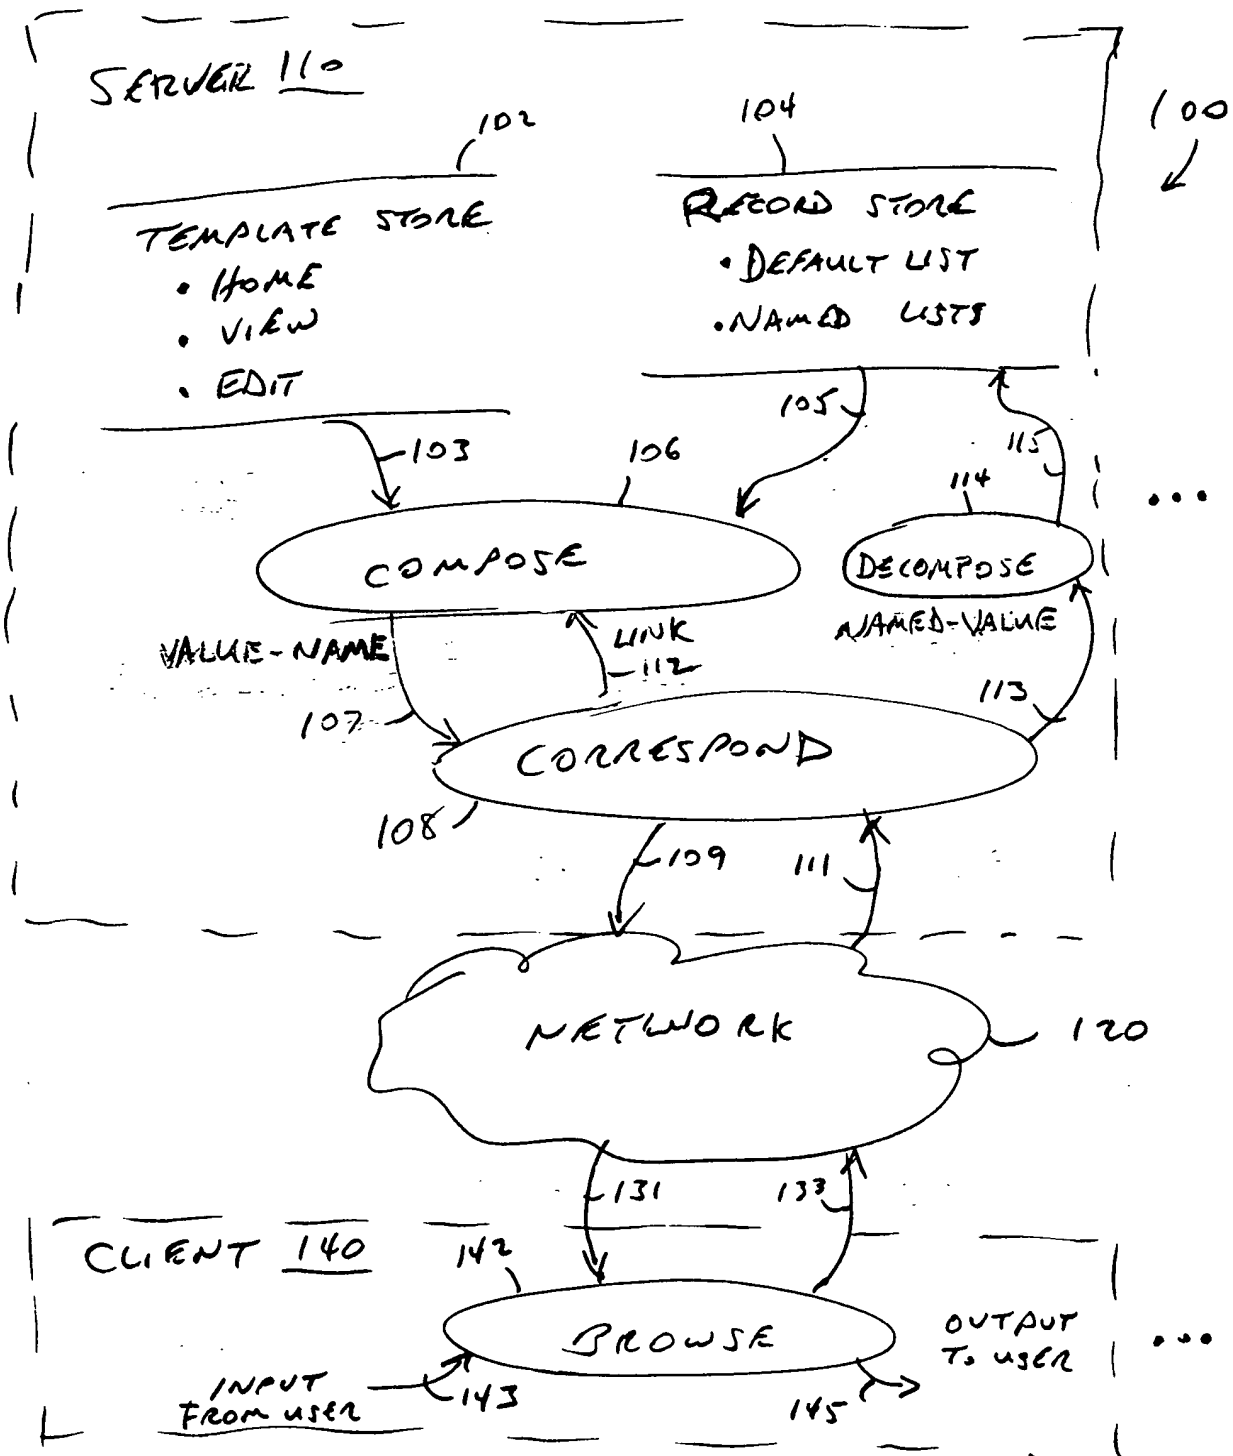 SERVER 110
100
102
104
TEMPLATE STORE
• HOME
• VIEW
• EDIT
RECORD STORE
• DEFAULT LIST
• NAMED LISTS
103
106
105
114
115
...
COMPOSE
DECOMPOSE
VALUE-NAME
LINK
112
NAMED-VALUE
107
113
CORRESPOND
108
109
111
NETWORK
120
131
133
CLIENT 140
142
BROWSE
OUTPUT
TO USER
...
INPUT
FROM USER
143
145